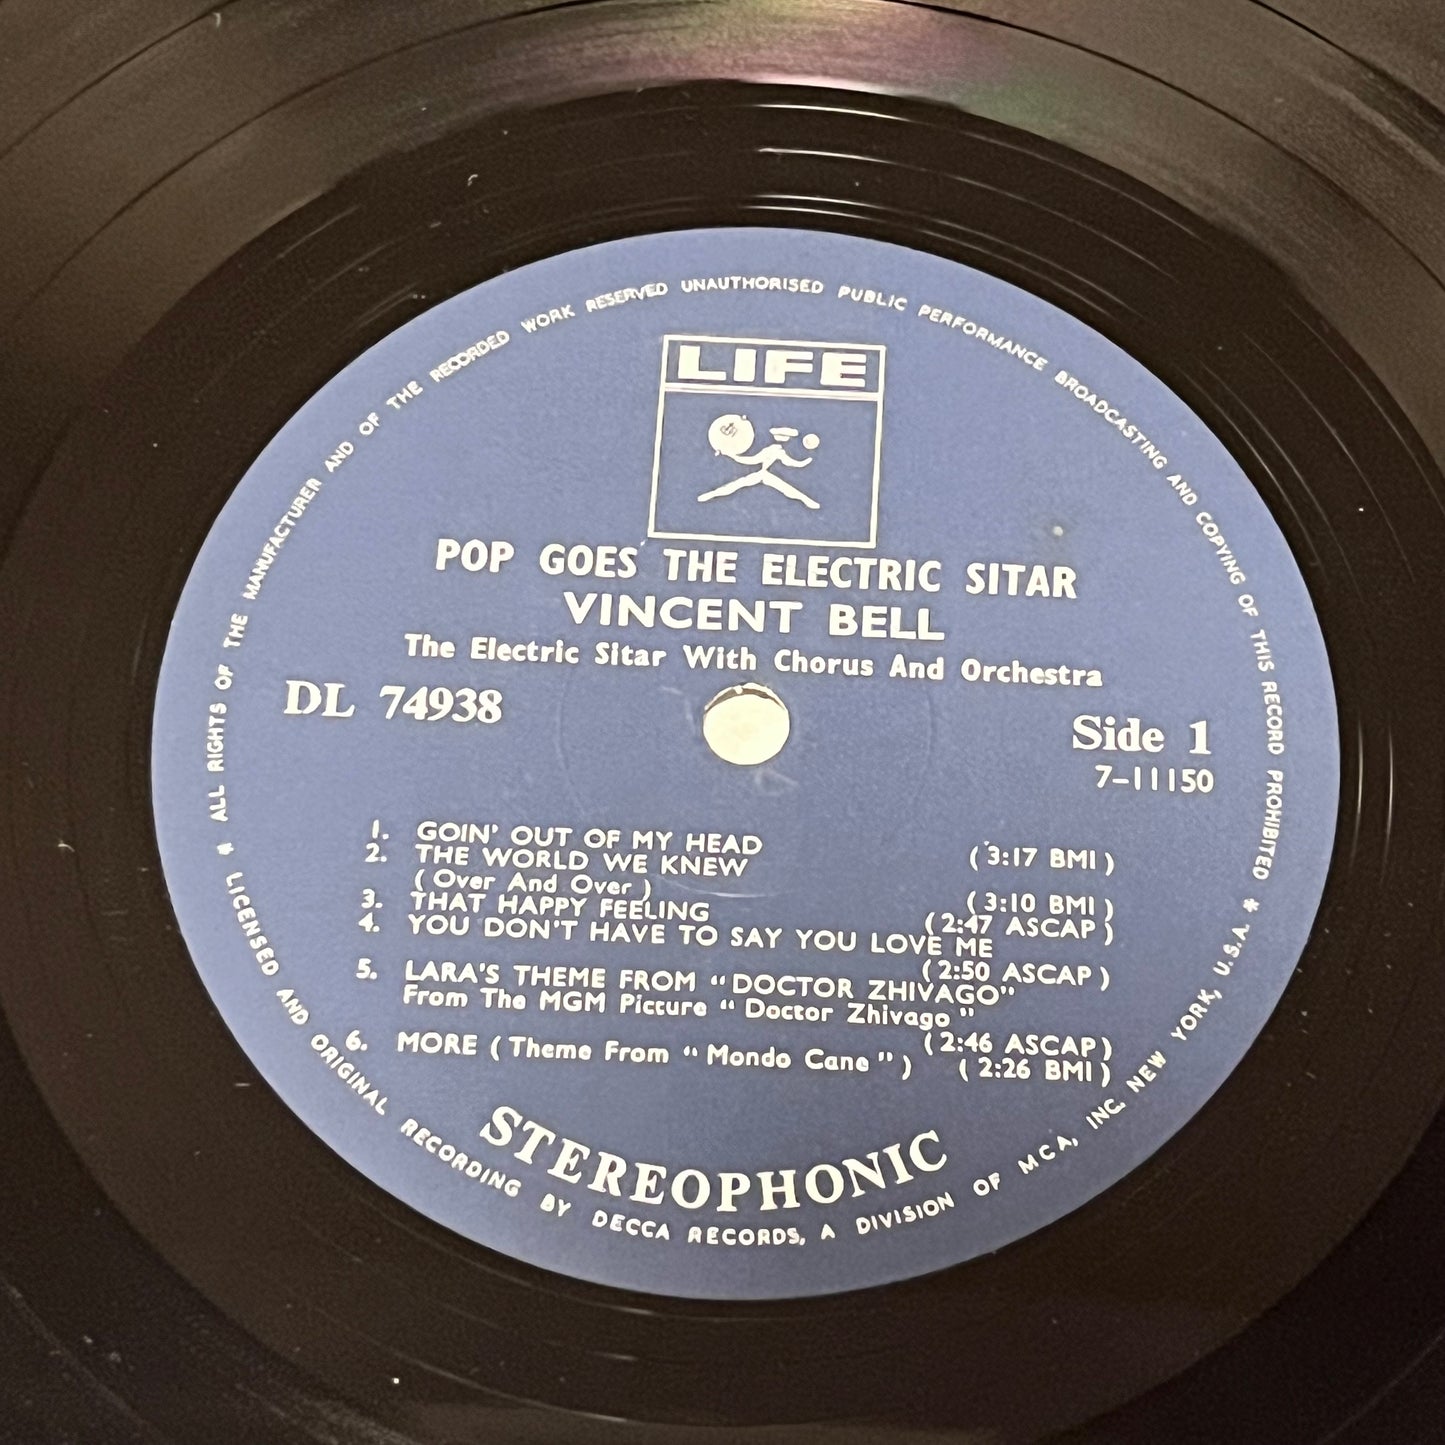 ALL RIGHTS OF THE MANUFACTURER AND OF THE RECORDED WORK RESERVED UNAUTHORISED PUBLIC PERFORMANCE BROADCASTING AND COPYING OF THIS RECORD PROHIBITED *
LIFE
POP GOES THE ELECTRIC SITAR
VINCENT BELL
The Electric Sitar With Chorus And Orchestra
DL 74938
Side 1
7-11150
1. GOIN' OUT OF MY HEAD (3:17 BMI)
2. THE WORLD WE KNEW
(Over And Over) (3:10 BMI)
3. THAT HAPPY FEELING (2:47 ASCAP)
4. YOU DON'T HAVE TO SAY YOU LOVE ME
(2:50 ASCAP)
5. LARA'S THEME FROM "DOCTOR ZHIVAGO"
From The MGM Picture "Doctor Zhivago"
(2:46 ASCAP)
6. MORE (Theme From "Mondo Cane") (2:26 BMI)
STEREOPHONIC
* LICENSED AND ORIGINAL RECORDING BY DECCA RECORDS, A DIVISION OF MCA, INC. NEW YORK, U.S.A.